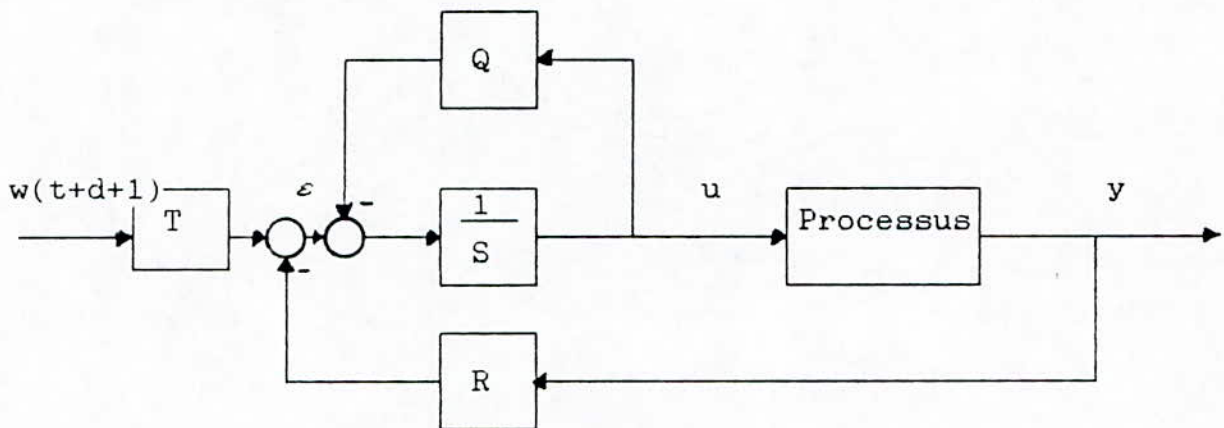 Q
w(t+d+1)
T
ε
-
1
S
u
Processus
y
-
R